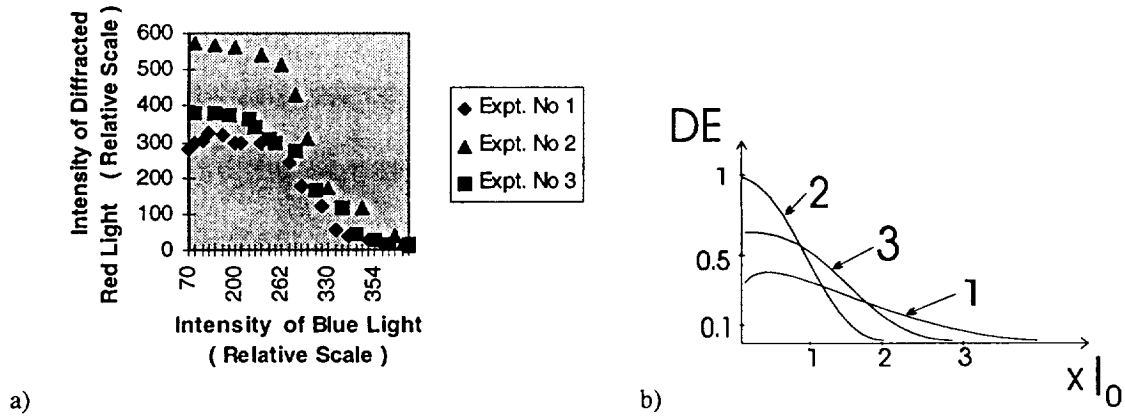 600
500
400
300
200
100
0
70
200
262
330
354
Intensity of Diffracted
Red Light ( Relative Scale )
Intensity of Blue Light
( Relative Scale )
Expt. No 1
Expt. No 2
Expt. No 3
a)
DE
1
0.5
0.1
2
3
1
1
2
3
x I0
b)